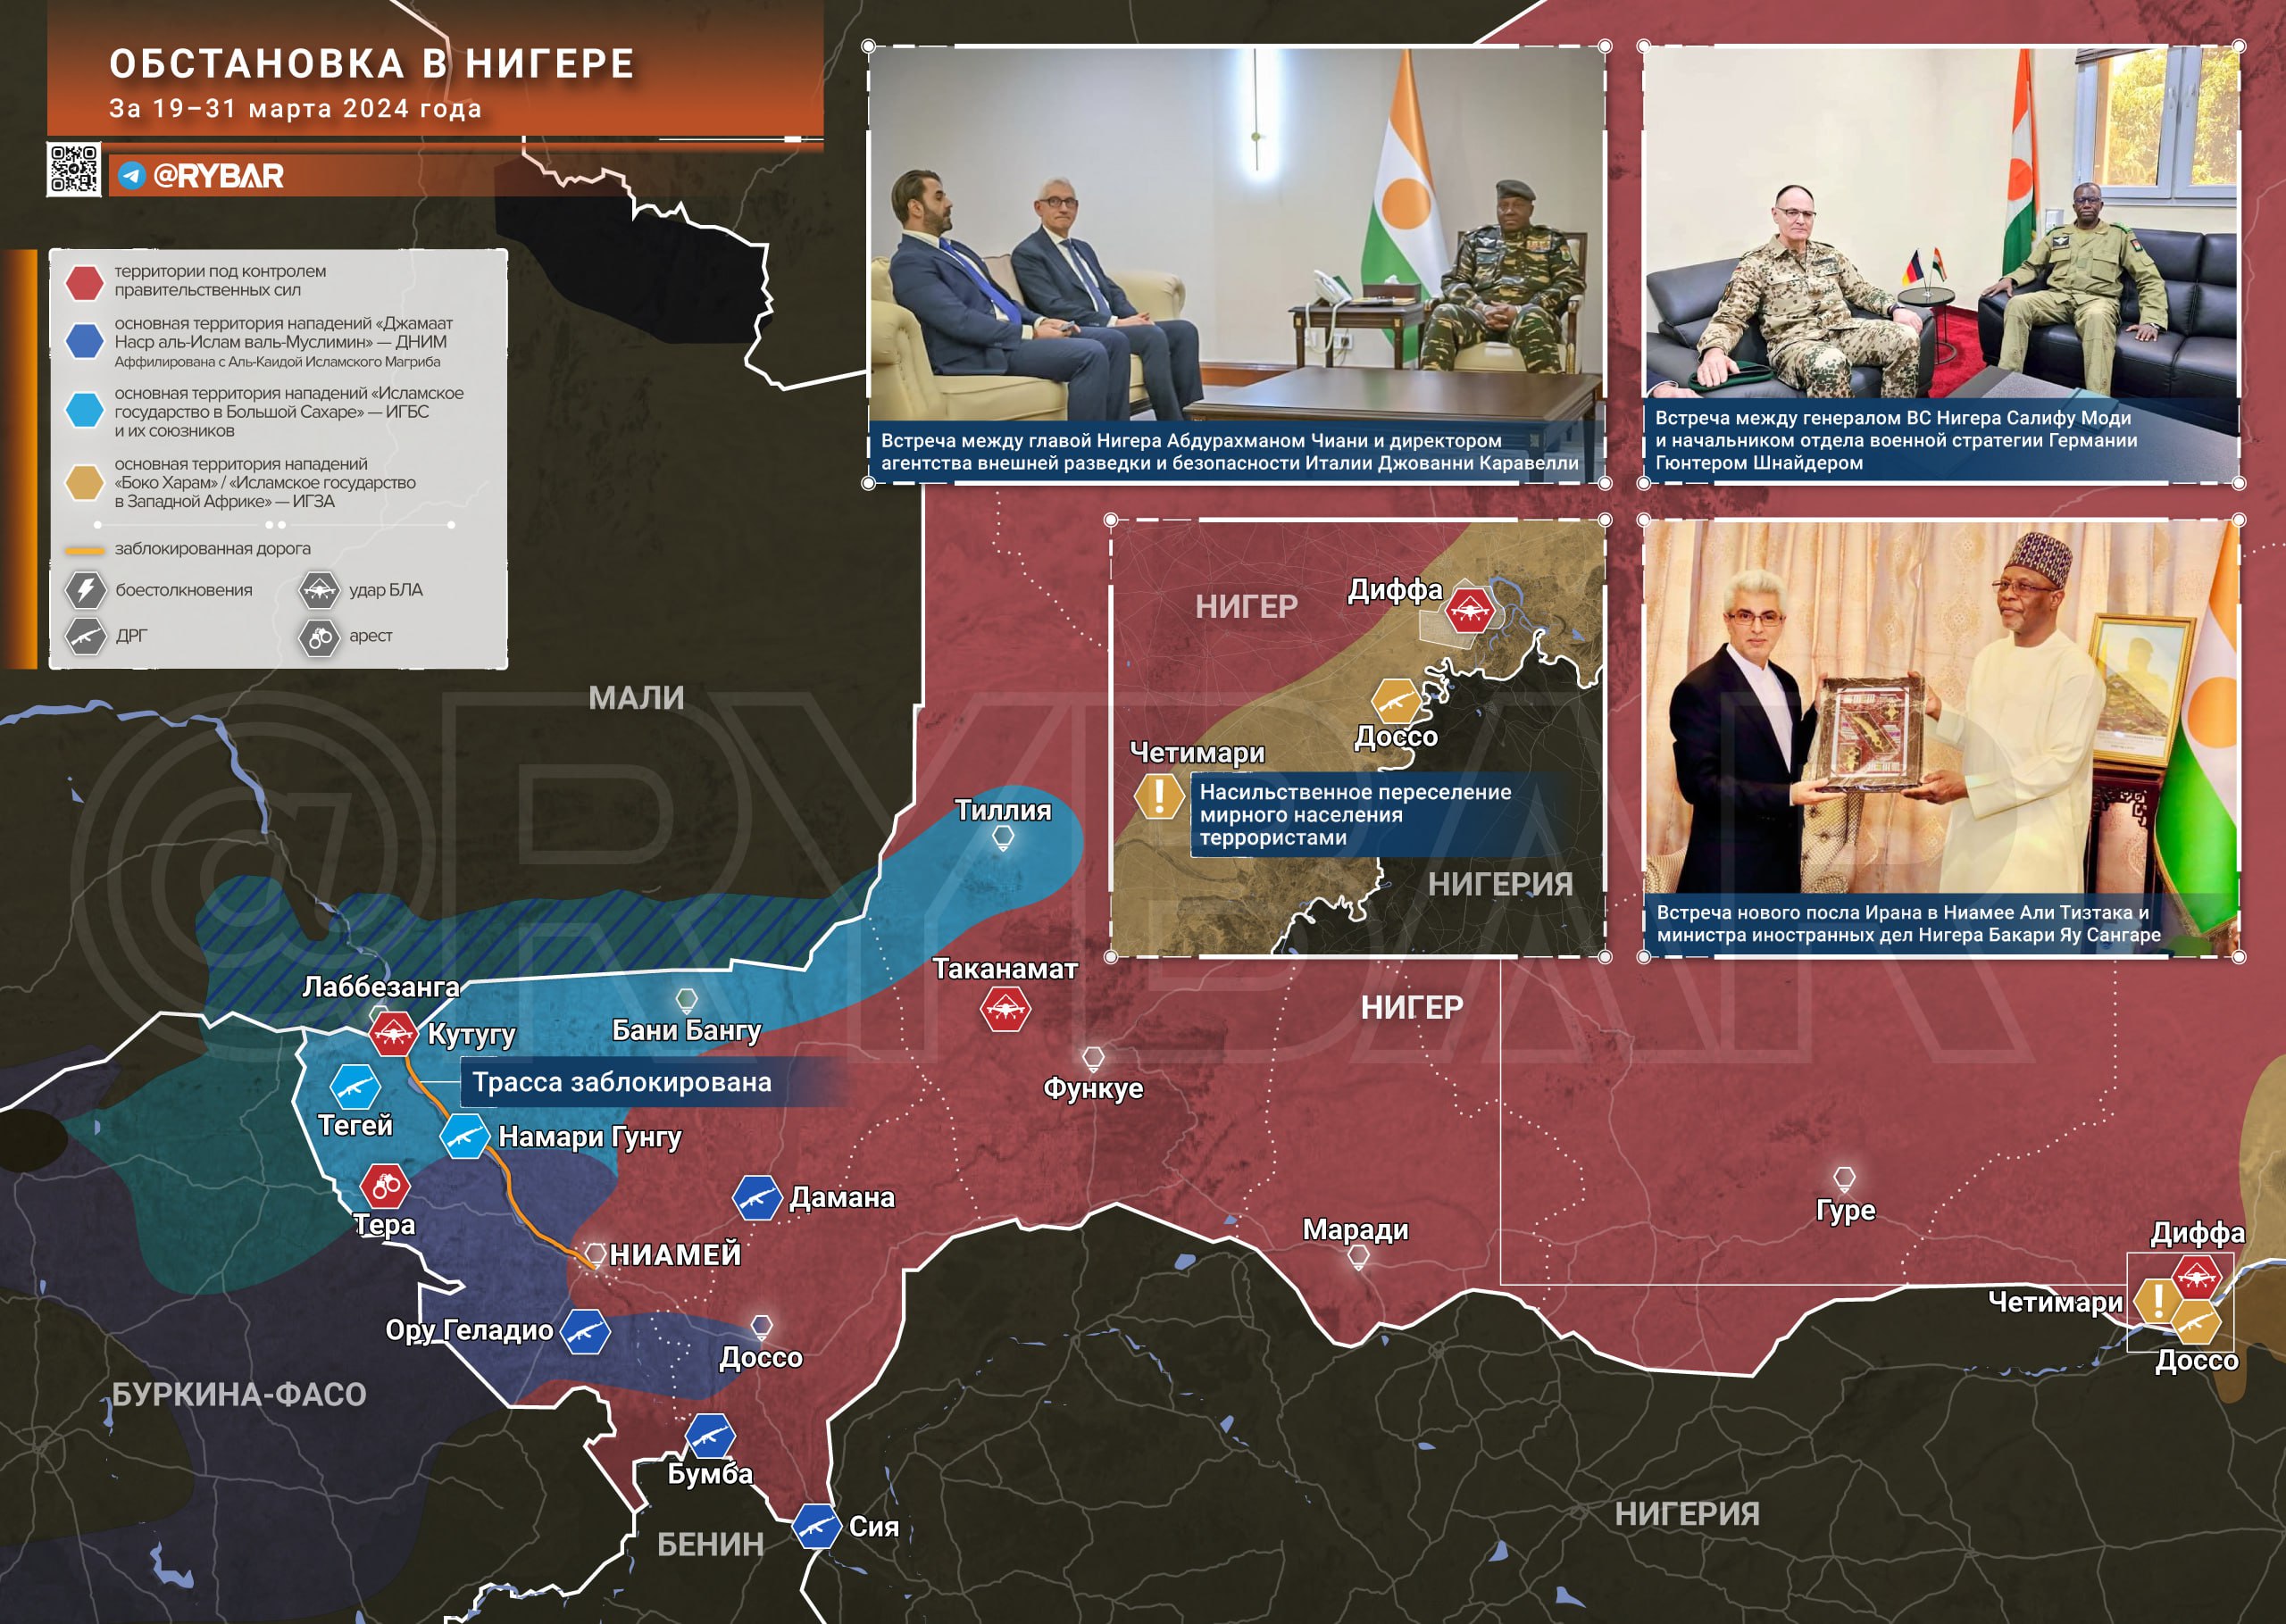 ОБСТАНОВКА В НИГЕРЕ
За 19–31 марта 2024 года
@RYBAR
территории под контролем
правительственных сил
основная территория нападений «Джамаат
Наср аль-Ислам валь-Муслимин» — ДНИМ
Аффилирована с Аль-Каидой Исламского Магриба
основная территория нападений «Исламское
государство в Большой Сахаре» — ИГБС
и их союзников
основная территория нападений
«Боко Харам» / «Исламское государство
в Западной Африке» — ИГЗА
заблокированная дорога
боестолкновения
удар БЛА
ДРГ
арест
Встреча между главой Нигера Абдурахманом Чиани и директором
агентства внешней разведки и безопасности Италии Джованни Каравелли
Встреча между генералом ВС Нигера Салифу Моди
и начальником отдела военной стратегии Германии
Гюнтером Шнайдером
НИГЕР
Диффа
Доссо
Четимари
Насильственное переселение
мирного населения
террористами
НИГЕРИЯ
Встреча нового посла Ирана в Ниамее Али Тизтака и
министра иностранных дел Нигера Бакари Яу Сангаре
@RYBAR
МАЛИ
Тиллия
Таканамат
НИГЕР
Лаббезанга
Кутугу
Бани Бангу
Трасса заблокирована
Функуе
Тегей
Намари Гунгу
Тера
Дамана
НИАМЕЙ
Маради
Гуре
Диффа
Четимари
Доссо
Ору Геладио
Доссо
БУРКИНА-ФАСО
Бумба
Сия
БЕНИН
НИГЕРИЯ